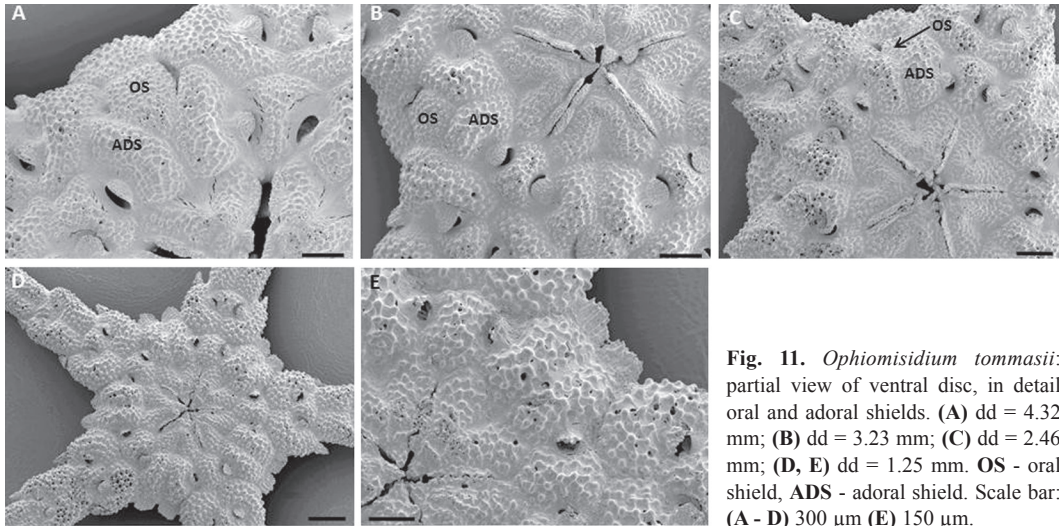 A
OS
ADS
B
OS
ADS
C
OS
ADS
D
E
Fig. 11. Ophiomisidium tommasii:
partial view of ventral disc, in detail
oral and adoral shields. (A) dd = 4.32
mm; (B) dd = 3.23 mm; (C) dd = 2.46
mm; (D, E) dd = 1.25 mm. OS - oral
shield, ADS - adoral shield. Scale bar:
(A - D) 300 µm (E) 150 µm.